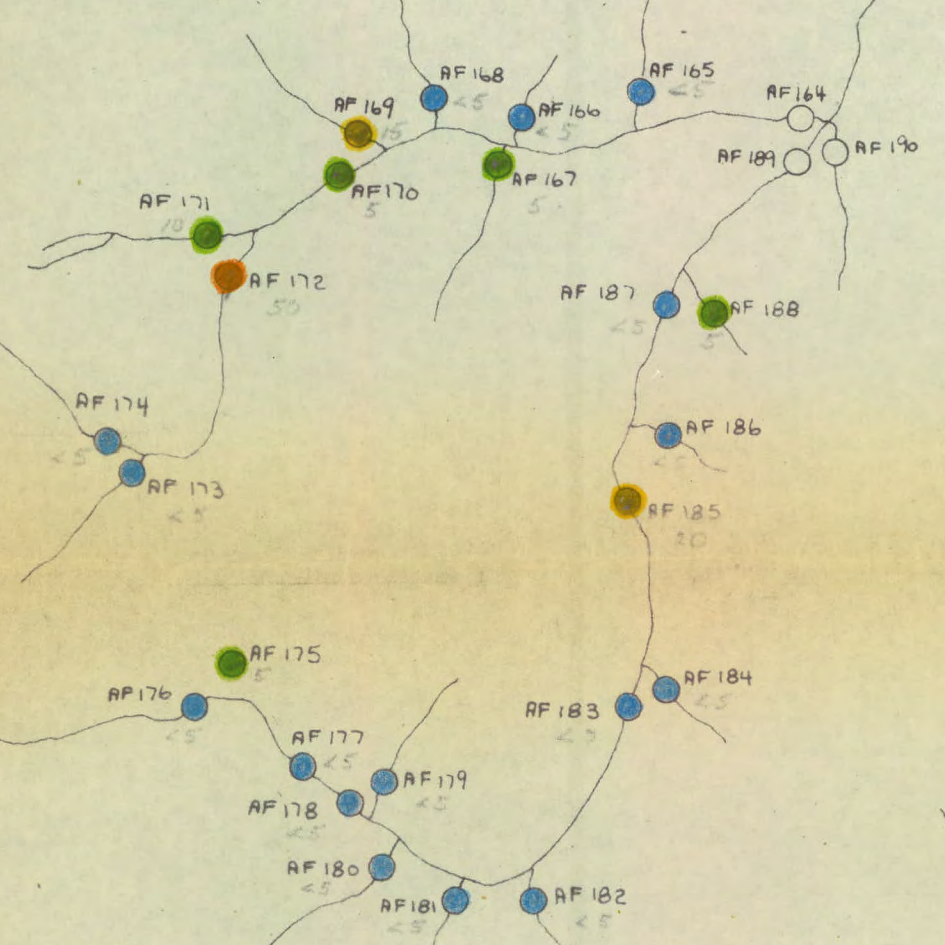 AF 168
<5
AF 165
<5
AF 164
AF 169
15
AF 166
<5
AF 190
AF 189
AF 170
5
AF 167
5
AF 171
10
AF 172
50
AF 187
<5
AF 188
5
AF 174
<5
AF 186
<5
AF 173
<5
AF 185
20
AF 175
5
AF 176
<5
AF 184
<5
AF 183
<5
AF 177
<5
AF 179
<5
AF 178
<5
AF 180
<5
AF 181
<5
AF 182
<5